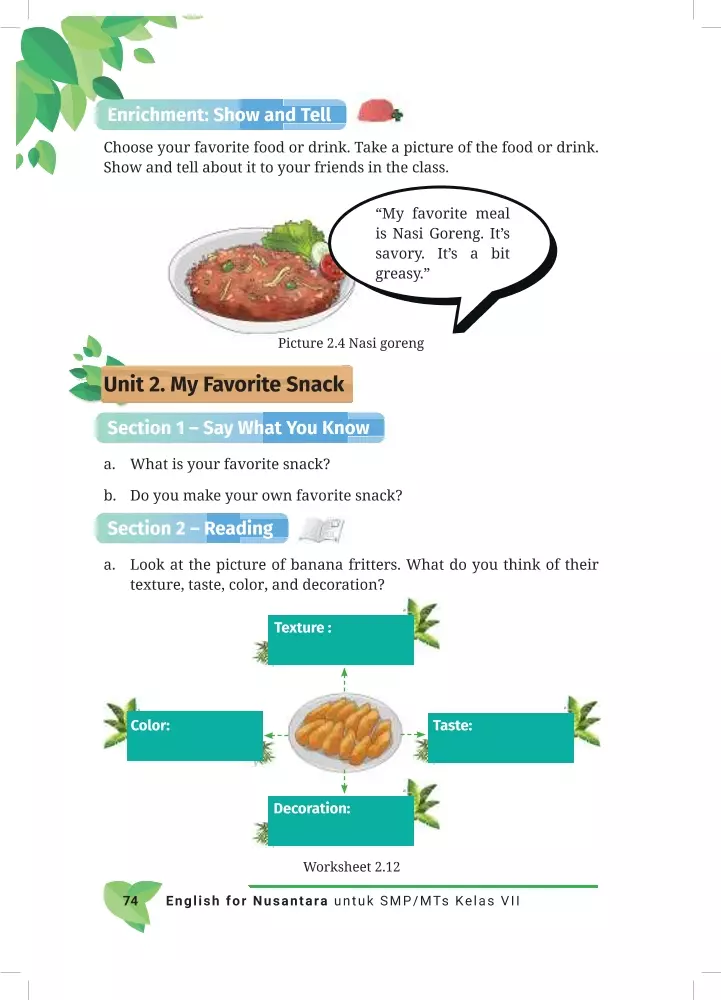 Enrichment: Show and Tell
Choose your favorite food or drink. Take a picture of the food or drink.
Show and tell about it to your friends in the class.
“My favorite meal
is Nasi Goreng. It’s
savory. It’s a bit
greasy.”
Picture 2.4 Nasi goreng
Unit 2. My Favorite Snack
Section 1 – Say What You Know
a. What is your favorite snack?
b. Do you make your own favorite snack?
Section 2 – Reading
a. Look at the picture of banana fritters. What do you think of their
texture, taste, color, and decoration?
Texture :
Color:
Taste:
Decoration:
Worksheet 2.12
74 English for Nusantara untuk SMP/MTs Kelas VII